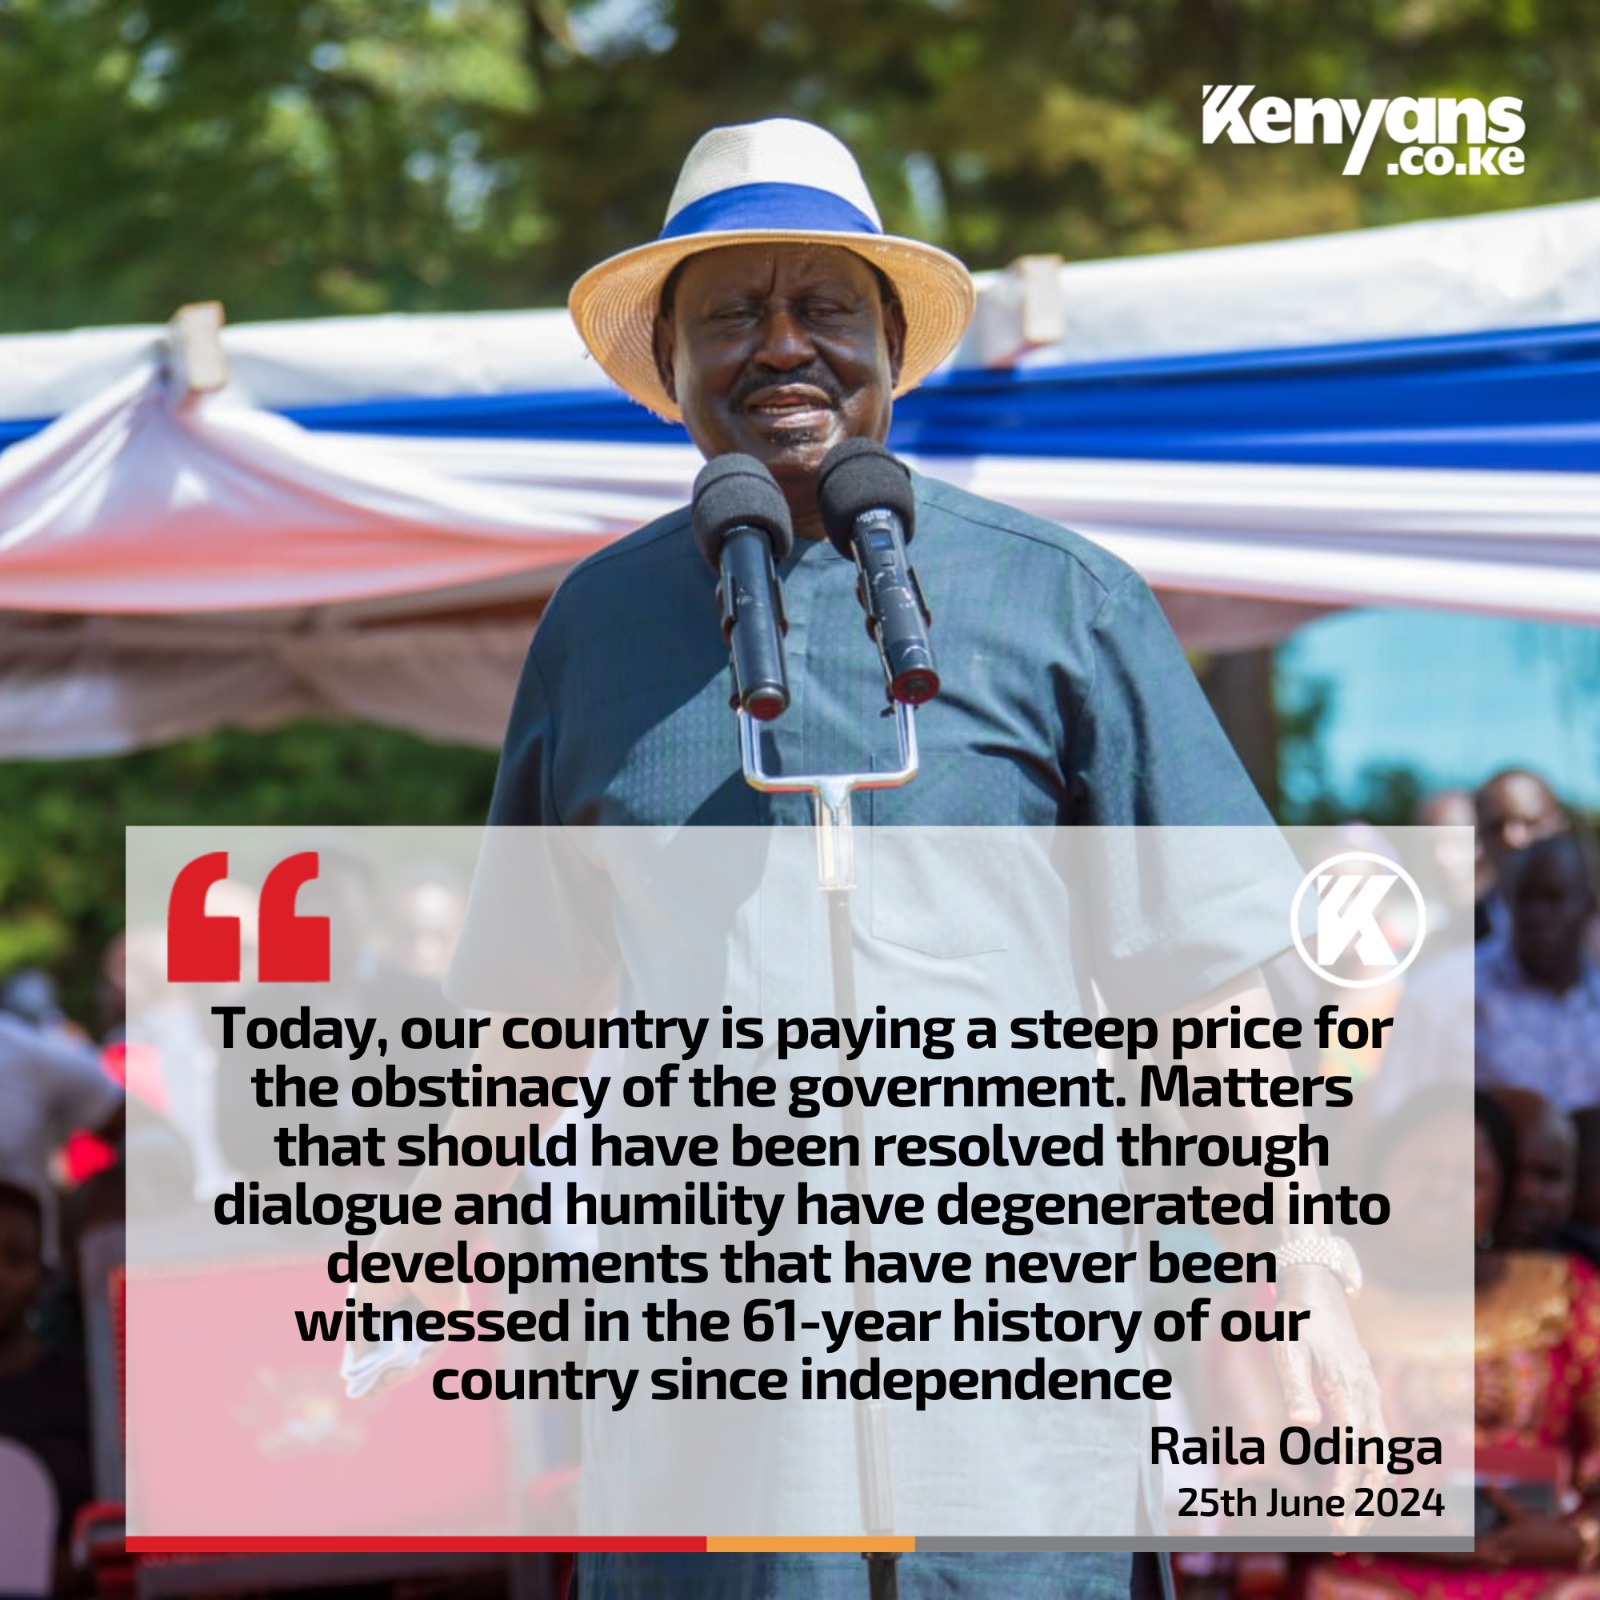 Kenyans
.co.ke
Today, our country is paying a steep price for
the obstinacy of the government. Matters
that should have been resolved through
dialogue and humility have degenerated into
developments that have never been
witnessed in the 61-year history of our
country since independence
Raila Odinga
25th June 2024